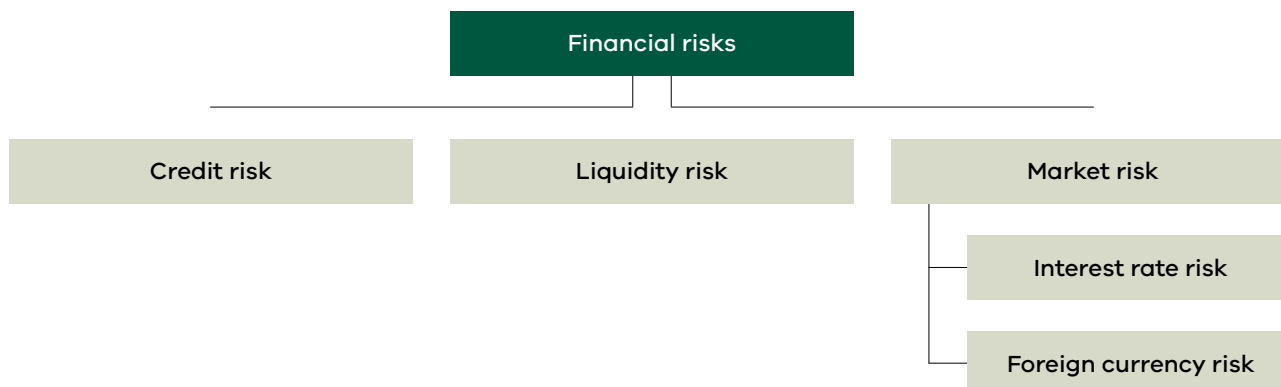 Financial risks
Credit risk
Liquidity risk
Market risk
Interest rate risk
Foreign currency risk